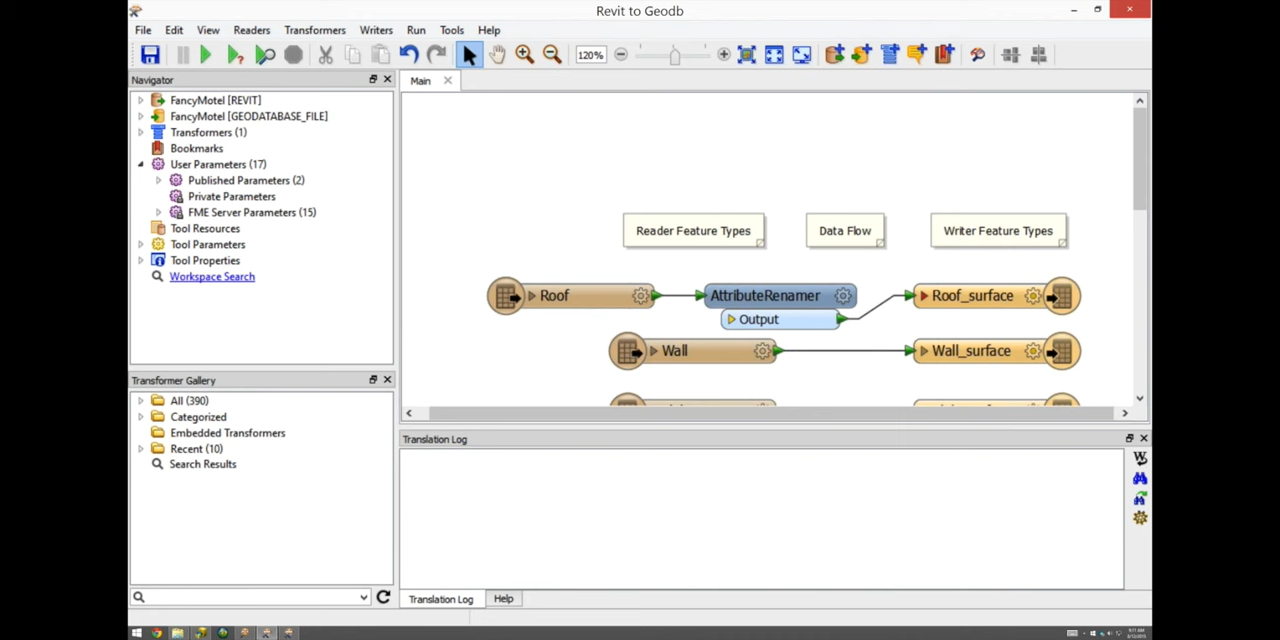 Revit to Geodb
File Edit View Readers Transformers Writers Run Tools Help
120%
Navigator
FancyMotel [REVIT]
FancyMotel [GEODATABASE_FILE]
Transformers (1)
Bookmarks
User Parameters (17)
Published Parameters (2)
Private Parameters
FME Server Parameters (15)
Tool Resources
Tool Parameters
Tool Properties
Workspace Search
Transformer Gallery
All (390)
Categorized
Embedded Transformers
Recent (10)
Search Results
Main
Reader Feature Types
Data Flow
Writer Feature Types
Roof
AttributeRenamer
Roof_surface
Output
Wall
Wall_surface
Translation Log
Translation Log
Help